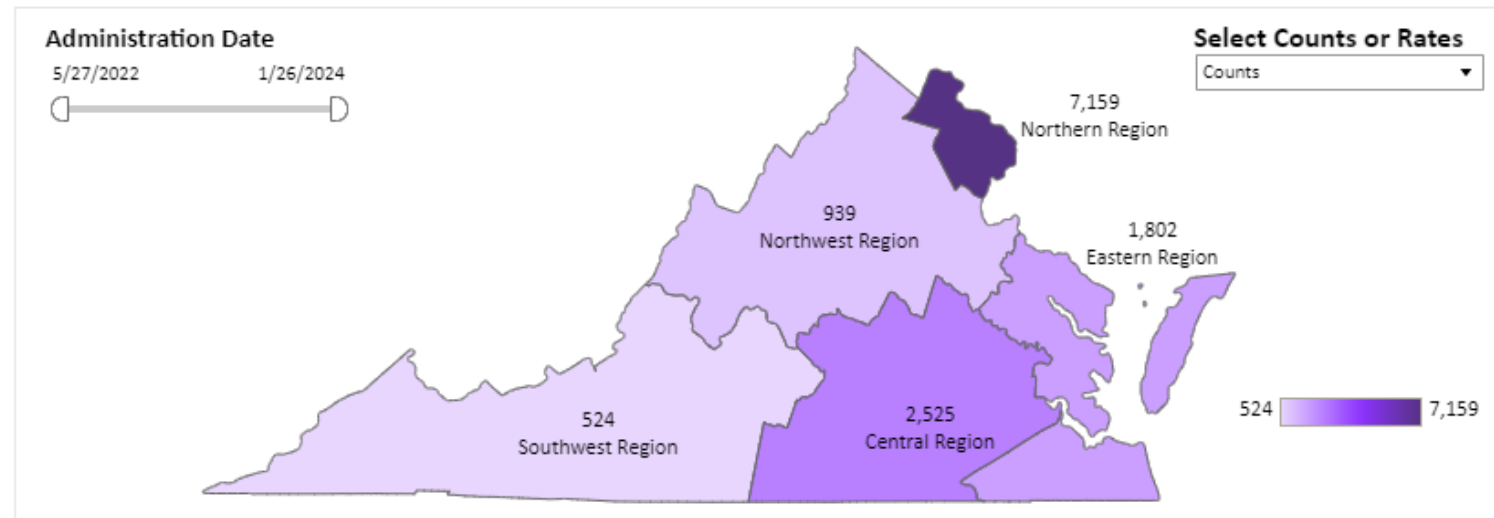 Administration Date
5/27/2022 1/26/2024
Select Counts or Rates
Counts
7,159
Northern Region
939
Northwest Region
1,802
Eastern Region
524
Southwest Region
2,525
Central Region
524 7,159